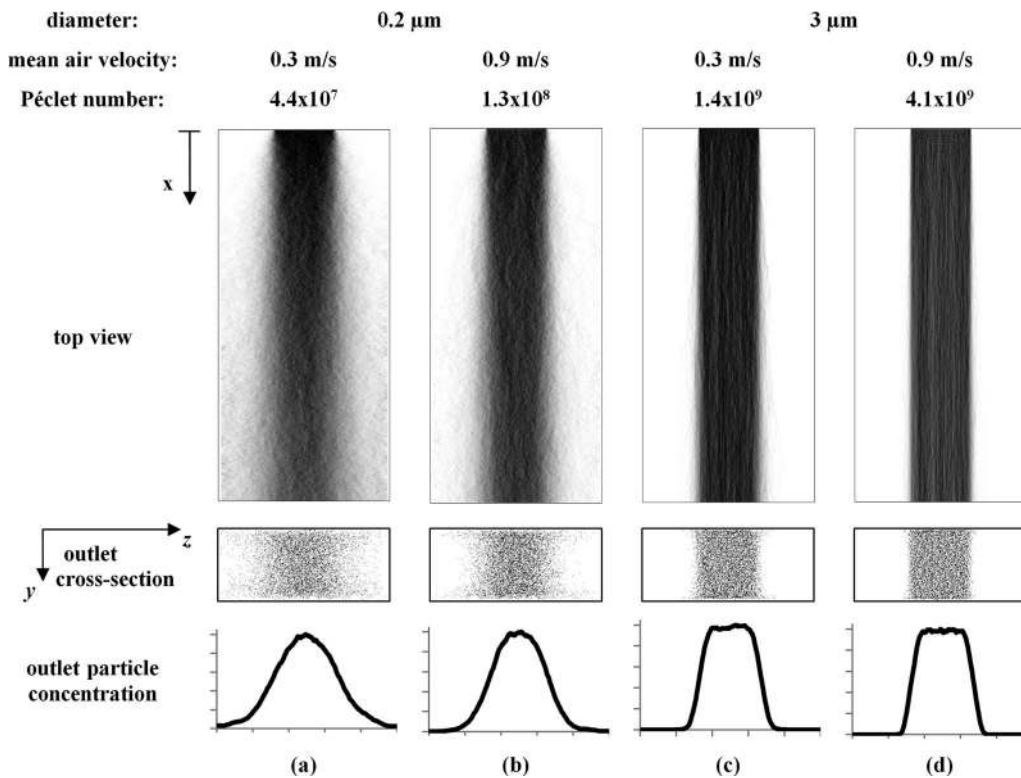 diameter: 0.2 µm 3 µm
mean air velocity: 0.3 m/s 0.9 m/s 0.3 m/s 0.9 m/s
Péclet number: 4.4x10⁷ 1.3x10⁸ 1.4x10⁹ 4.1x10⁹
x
top view
z
outlet
cross-section
y
outlet particle
concentration
(a) (b) (c) (d)